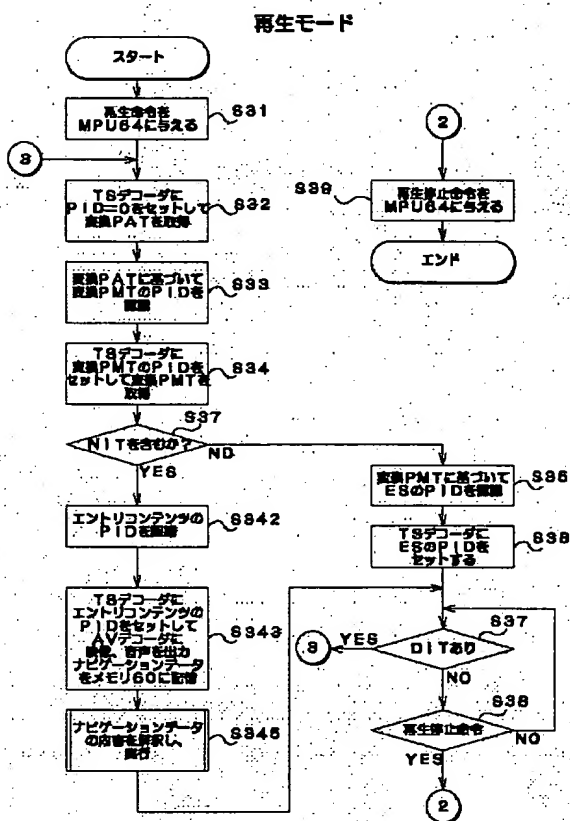 再生モード
スタート
再生命令を
MPU64に与える
S31
3
TSデコーダに
PID=0をセットして
変換PATを取得
S32
変換PATに基づいて
変換PMTのPIDを
認識
S33
TSデコーダに
変換PMTのPIDを
セットして変換PMTを
取得
S34
NITを含むか?
S37
NO
YES
エントリコンテンツの
PIDを認識
S342
TSデコーダに
エントリコンテンツの
PIDをセットして
AVデコーダに
映像、音声を出力
ナビゲーションデータ
をメモリ60に記憶
S343
ナビゲーションデータ
の内容を解釈し、
実行
2
再生停止命令を
MPU64に与える
S39
エンド
変換PMTに基づいて
ESのPIDを認識
TSデコーダに
ESのPIDを
セットする
DITあり
S37
YES
3
NO
再生停止命令
S38
NO
YES
2